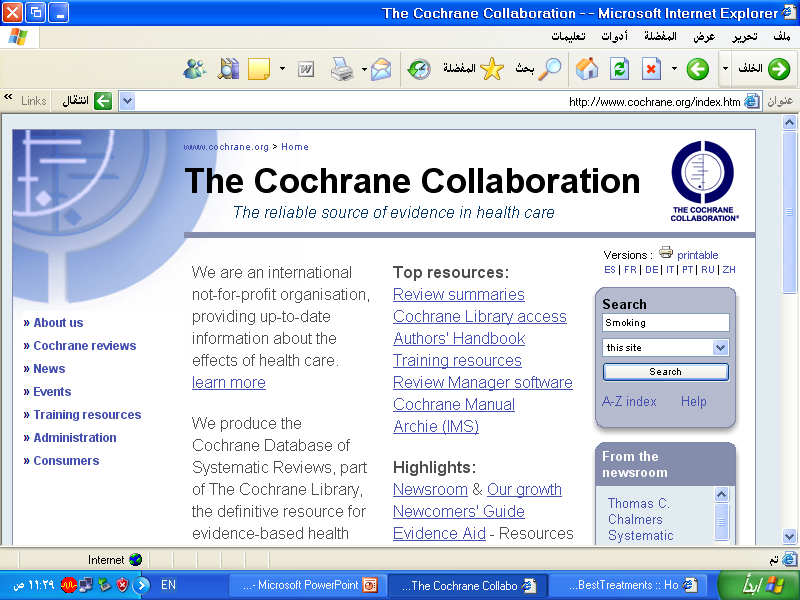 The Cochrane Collaboration - - Microsoft Internet Explorer
ملف تحرير عرض المفضلة أدوات تعليمات
الخلف بحث المفضلة
عنوان http://www.cochrane.org/index.htm انتقال Links
www.cochrane.org > Home
The Cochrane Collaboration
The reliable source of evidence in health care
THE COCHRANE
COLLABORATION®
» About us
» Cochrane reviews
» News
» Events
» Training resources
» Administration
» Consumers
We are an international
not-for-profit organisation,
providing up-to-date
information about the
effects of health care.
learn more
We produce the
Cochrane Database of
Systematic Reviews, part
of The Cochrane Library,
the definitive resource for
evidence-based health
Top resources:
Review summaries
Cochrane Library access
Authors' Handbook
Training resources
Review Manager software
Cochrane Manual
Archie (IMS)
Highlights:
Newsroom & Our growth
Newcomers' Guide
Evidence Aid - Resources
Versions : printable
ES | FR | DE | IT | PT | RU | ZH
Search
Smoking
this site
Search
A-Z index Help
From the
newsroom
Thomas C.
Chalmers
Systematic
تم
Internet
ابدأ
BestTreatments :: Ho...
The Cochrane Collabo...
Microsoft PowerPoint -...
EN
١١:٢٩ ص